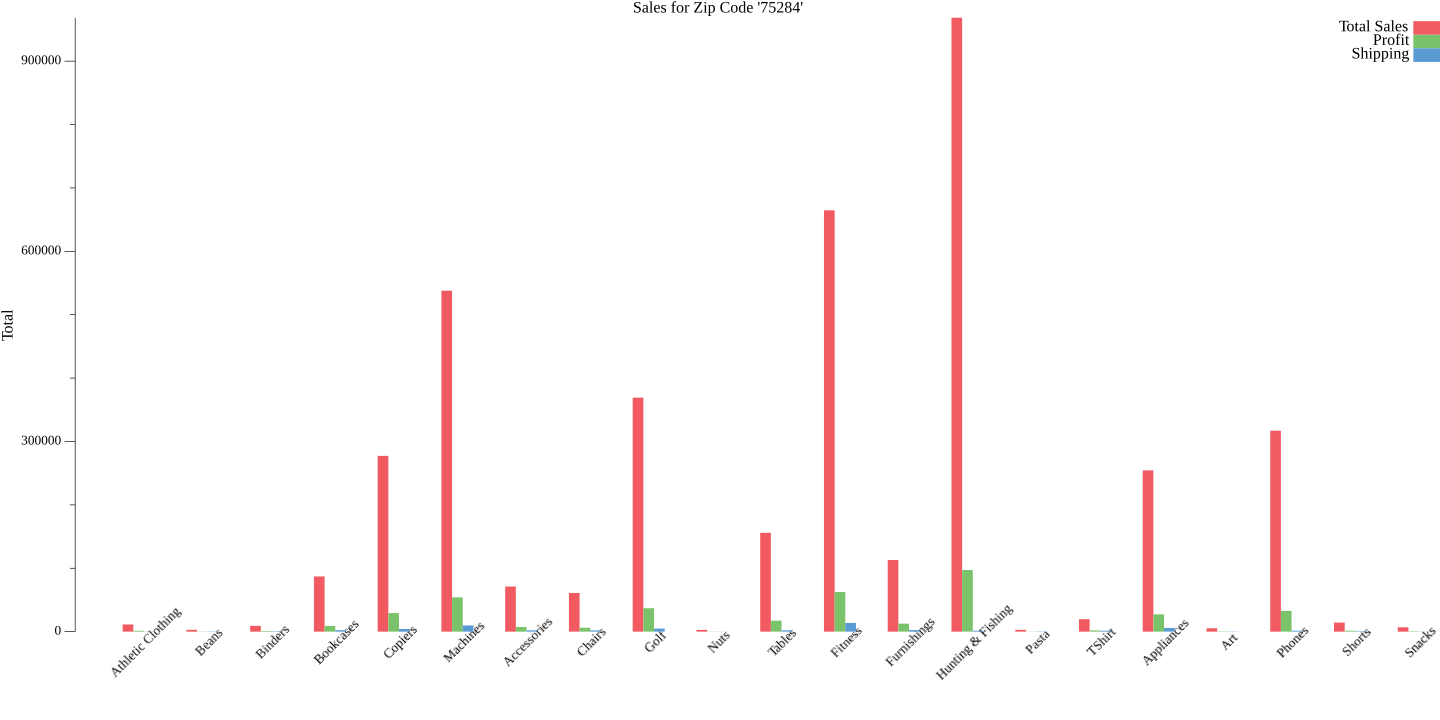 Sales for Zip Code '75284'
Total Sales
Profit
Shipping
900000
600000
300000
0
Total
Athletic Clothing
Beans
Binders
Bookcases
Copiers
Machines
Accessories
Chairs
Golf
Nuts
Tables
Fitness
Furnishings
Hunting & Fishing
Pasta
TShirt
Appliances
Art
Phones
Shorts
Snacks